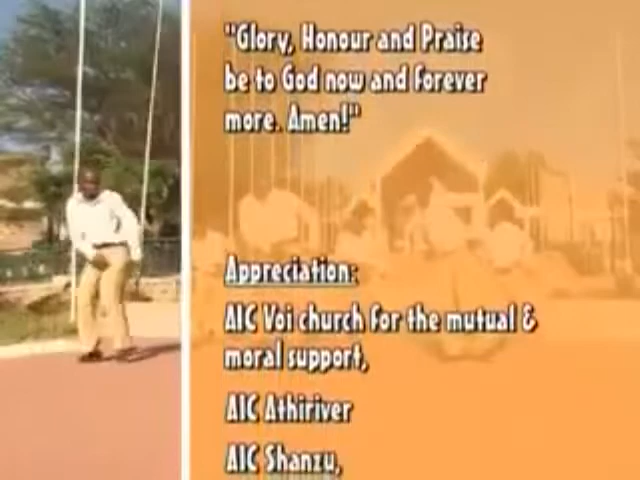 "Glory, Honour and Praise
be to God now and forever
more. Amen!"
Appreciation:
AIC Voi church for the mutual &
moral support,
AIC Athiriver
AIC Shanzu,